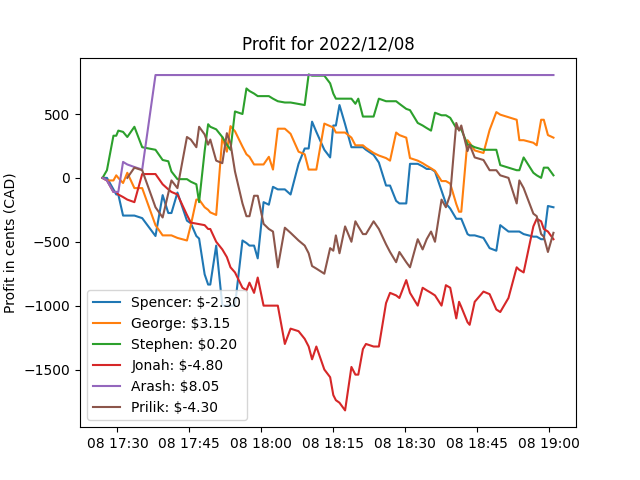 Profit for 2022/12/08
Profit in cents (CAD)
500
0
−500
−1000
−1500
Spencer: $-2.30
George: $3.15
Stephen: $0.20
Jonah: $-4.80
Arash: $8.05
Prilik: $-4.30
08 17:30 08 17:45 08 18:00 08 18:15 08 18:30 08 18:45 08 19:00